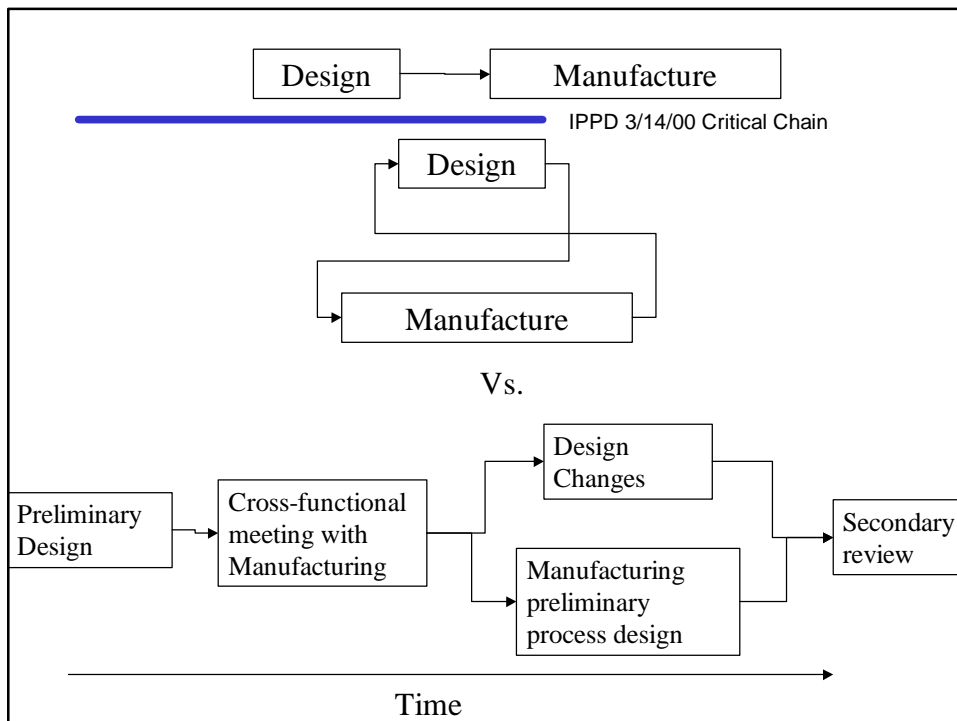 Design
Manufacture
IPPD 3/14/00 Critical Chain
Design
Manufacture
Vs.
Preliminary
Design
Cross-functional
meeting with
Manufacturing
Design
Changes
Manufacturing
preliminary
process design
Secondary
review
Time